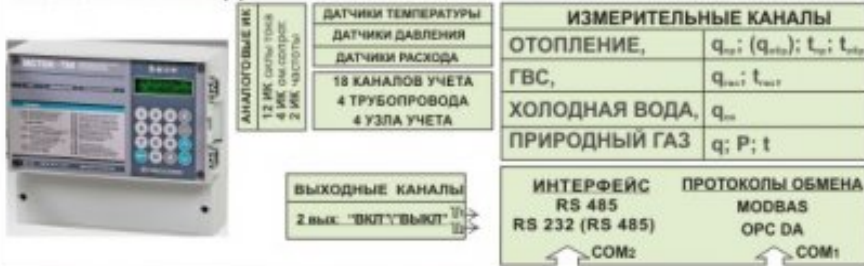 АНАЛОГОВЫЕ ИК
12 ИК силы тока
4 ИК ом.сопрот.
2 ИК частоты
ДАТЧИКИ ТЕМПЕРАТУРЫ
ДАТЧИКИ ДАВЛЕНИЯ
ДАТЧИКИ РАСХОДА
18 КАНАЛОВ УЧЕТА
4 ТРУБОПРОВОДА
4 УЗЛА УЧЕТА
ИЗМЕРИТЕЛЬНЫЕ КАНАЛЫ
ОТОПЛЕНИЕ,
ГВС,
ХОЛОДНАЯ ВОДА,
ПРИРОДНЫЙ ГАЗ q; P; t
ВЫХОДНЫЕ КАНАЛЫ
2 вых. "ВКЛ"\"ВЫКЛ"
ИНТЕРФЕЙС
RS 485
RS 232 (RS 485)
COM2
ПРОТОКОЛЫ ОБМЕНА
MODBAS
OPC DA
COM1